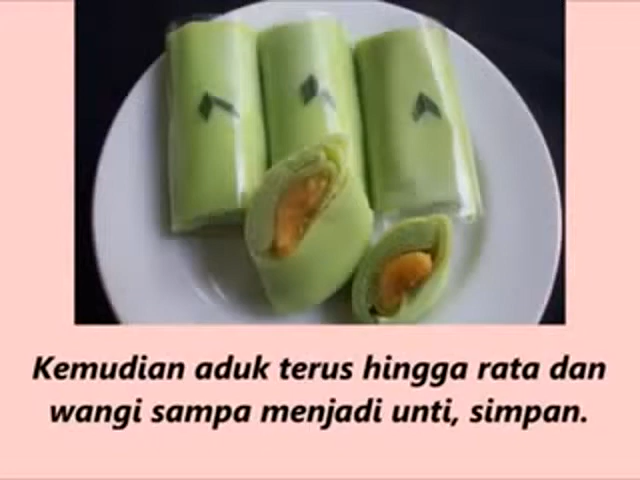 Kemudian aduk terus hingga rata dan
wangi sampa menjadi unti, simpan.